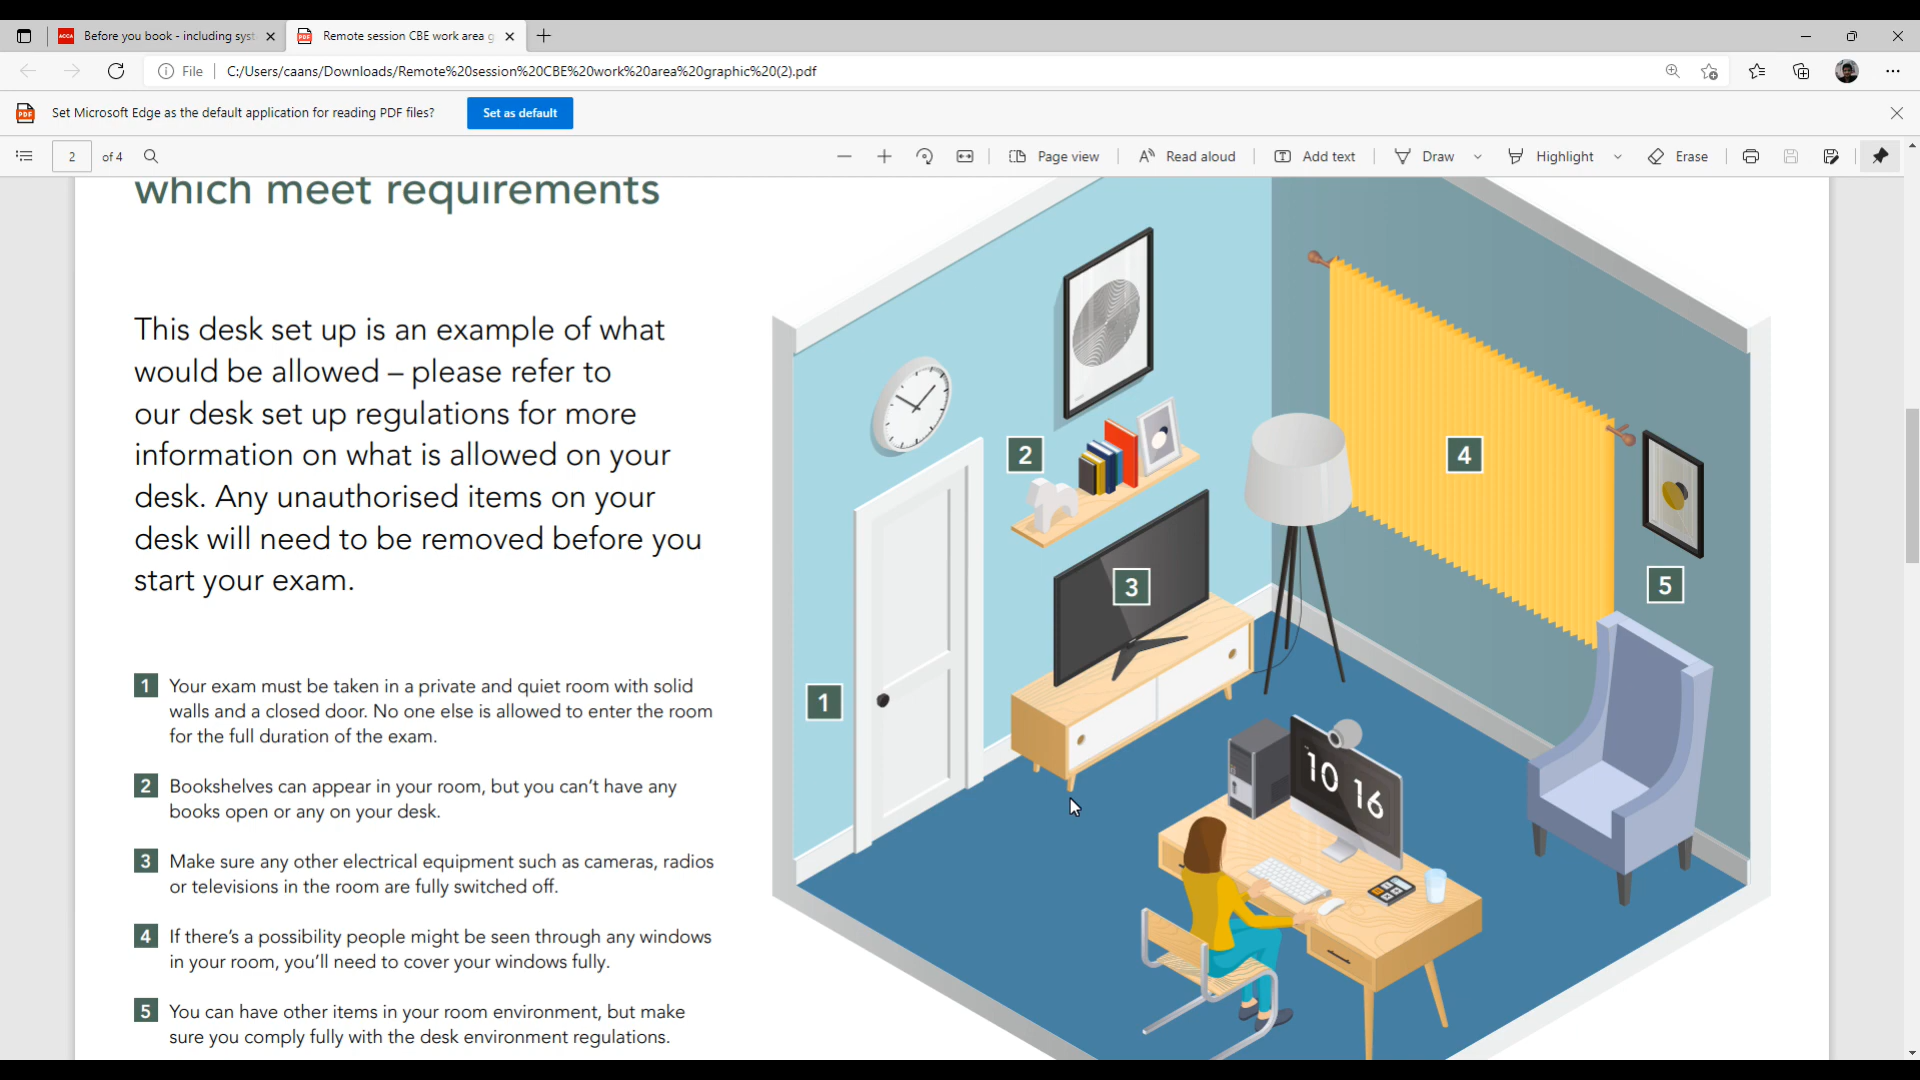 Before you book - including syst
Remote session CBE work area g
File
C:/Users/caans/Downloads/Remote%20session%20CBE%20work%20area%20graphic%20(2).pdf
PDF
Set Microsoft Edge as the default application for reading PDF files?
Set as default
2
of 4
Page view
Read aloud
Add text
Draw
Highlight
Erase
which meet requirements
This desk set up is an example of what
would be allowed – please refer to
our desk set up regulations for more
information on what is allowed on your
desk. Any unauthorised items on your
desk will need to be removed before you
start your exam.
1 Your exam must be taken in a private and quiet room with solid
walls and a closed door. No one else is allowed to enter the room
for the full duration of the exam.
2 Bookshelves can appear in your room, but you can't have any
books open or any on your desk.
3 Make sure any other electrical equipment such as cameras, radios
or televisions in the room are fully switched off.
4 If there's a possibility people might be seen through any windows
in your room, you'll need to cover your windows fully.
5 You can have other items in your room environment, but make
sure you comply fully with the desk environment regulations.
2
4
3
5
1
10 16